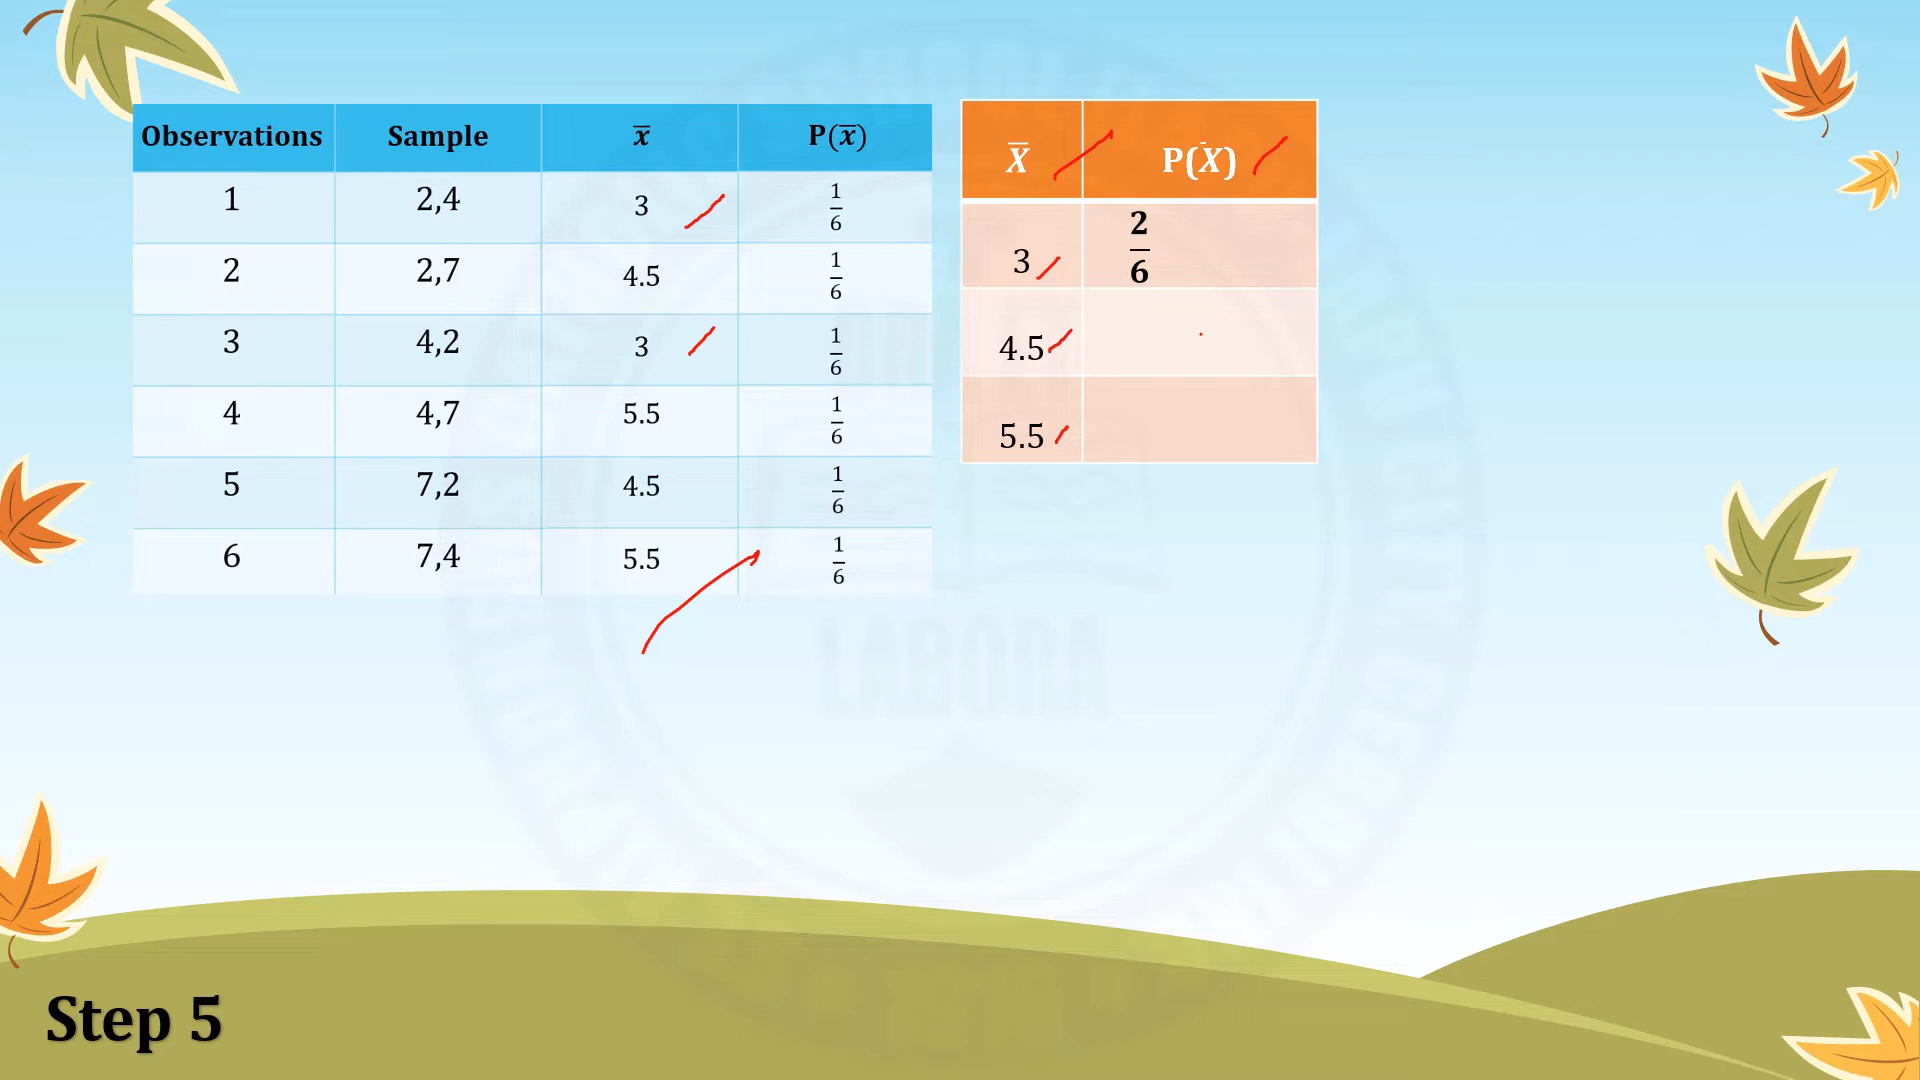 Observations Sample x̅ P(x̅)
1 2,4 3 1/6
2 2,7 4.5 1/6
3 4,2 3 1/6
4 4,7 5.5 1/6
5 7,2 4.5 1/6
6 7,4 5.5 1/6
X̅ P(X̅)
3 2/6
4.5
5.5
LABORA
Step 5